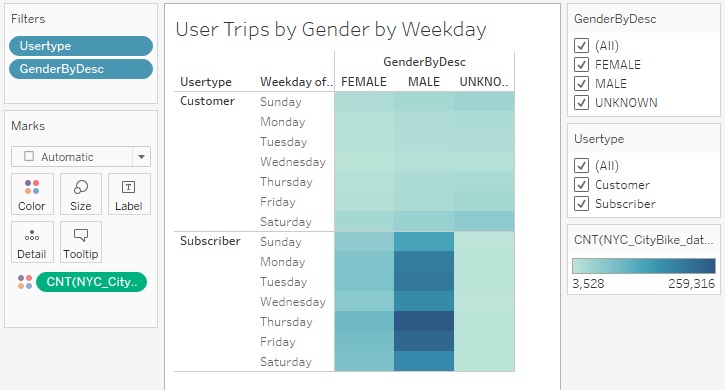 Filters
Usertype
GenderByDesc
Marks
Automatic
Color Size Label
Detail Tooltip
CNT(NYC_City..
User Trips by Gender by Weekday
GenderByDesc
Usertype Weekday of.. FEMALE MALE UNKNO..
Customer Sunday
Monday
Tuesday
Wednesday
Thursday
Friday
Saturday
Subscriber Sunday
Monday
Tuesday
Wednesday
Thursday
Friday
Saturday
GenderByDesc
(All)
FEMALE
MALE
UNKNOWN
Usertype
(All)
Customer
Subscriber
CNT(NYC_CityBike_dat...
3,528 259,316